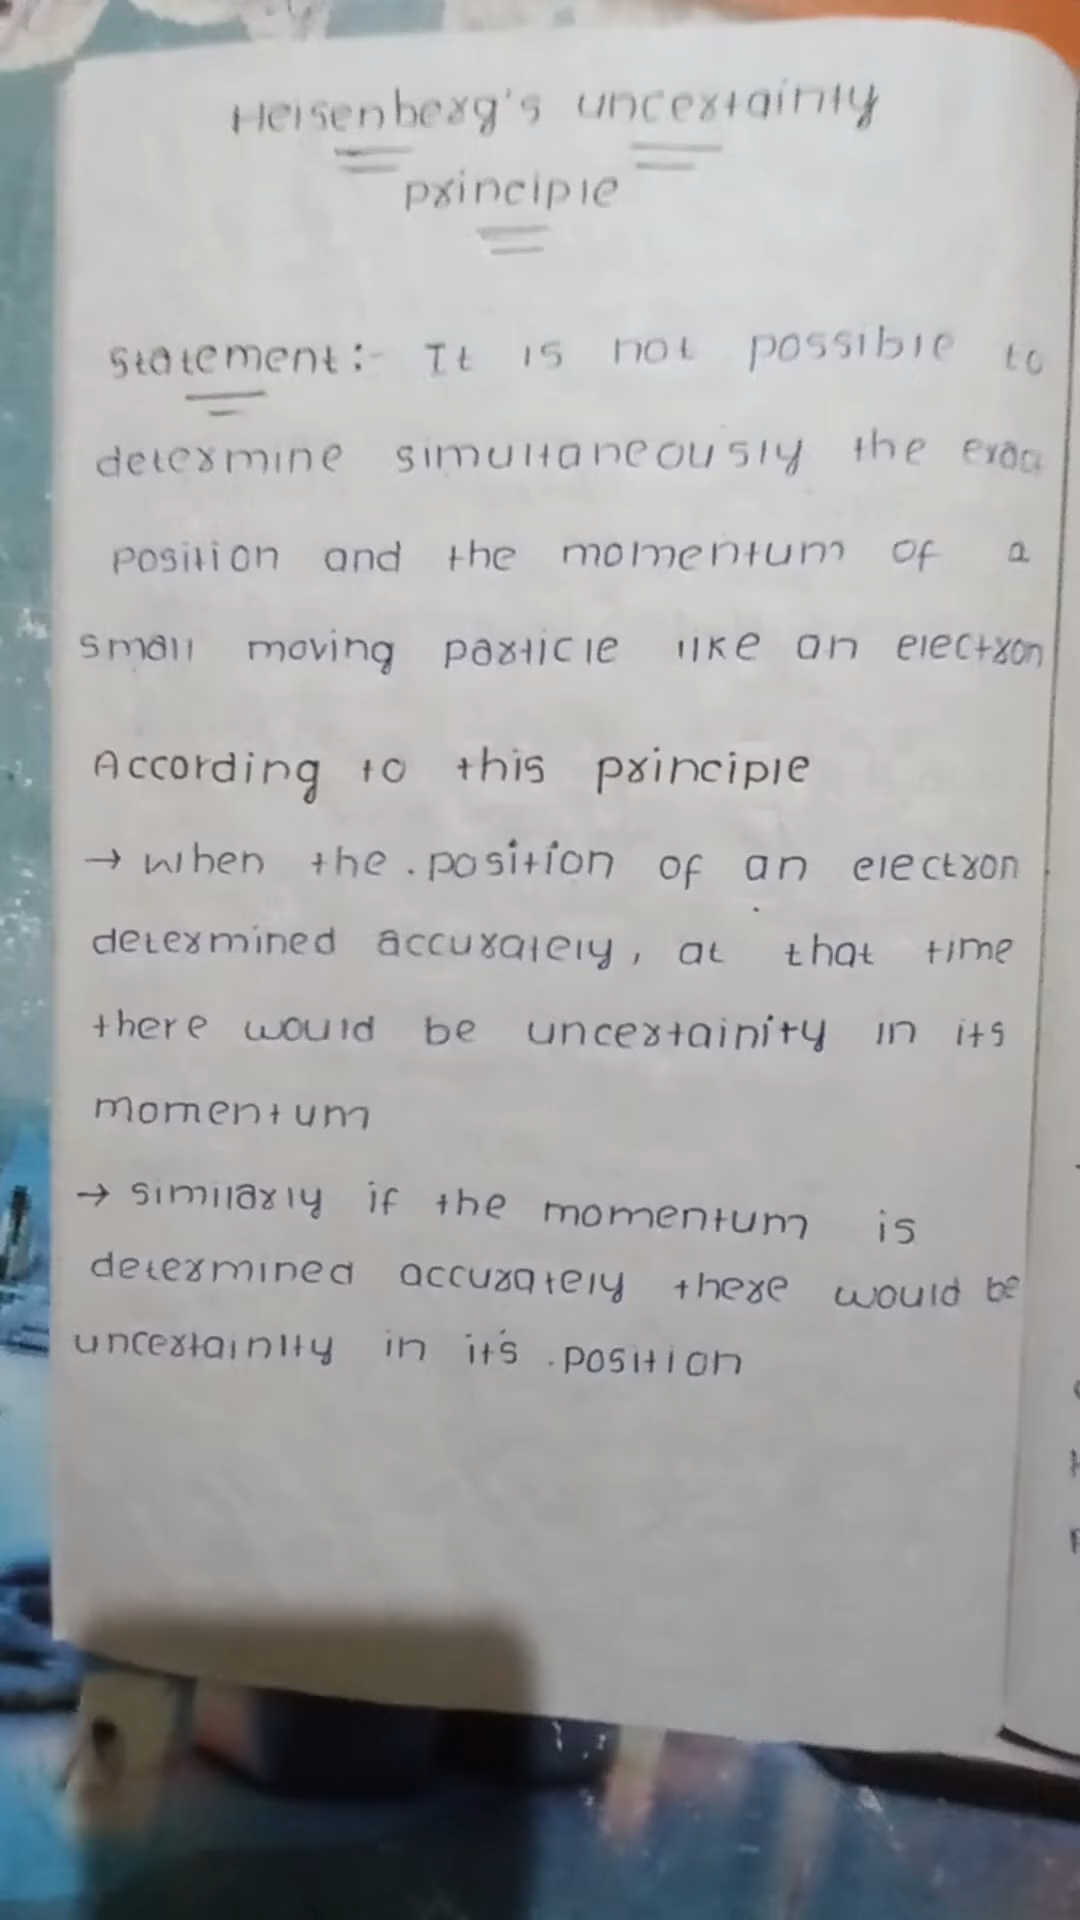 Heisenberg's uncertainty
principle
Statement:- It is not possible to
determine simultaneously the exact
position and the momentum of a
small moving particle like an electron
According to this principle
→ when the .position of an electron
determined accurately, at that time
there would be uncertainity in its
momentum
→ similarly if the momentum is
determined accurately there would be
uncertainity in it's .position